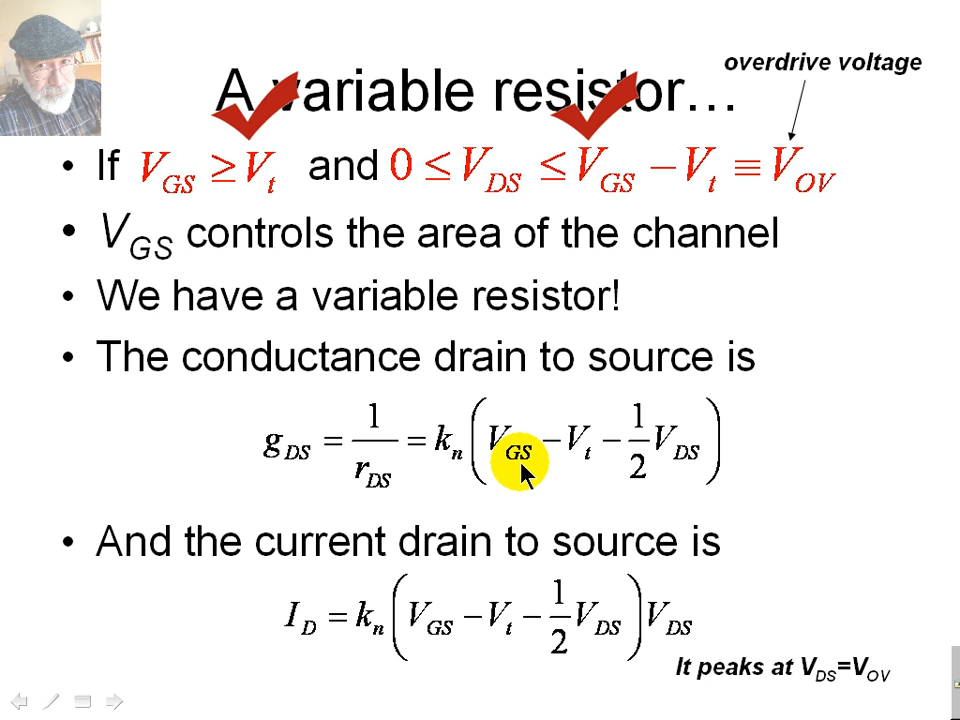 overdrive voltage
A variable resistor…
• If V_GS ≥ V_t and 0 ≤ V_DS ≤ V_GS − V_t ≡ V_OV
• V_GS controls the area of the channel
• We have a variable resistor!
• The conductance drain to source is
g_DS = 1/r_DS = k_n (V_GS − V_t − 1/2 V_DS)
• And the current drain to source is
I_D = k_n (V_GS − V_t − 1/2 V_DS) V_DS
It peaks at V_DS=V_OV